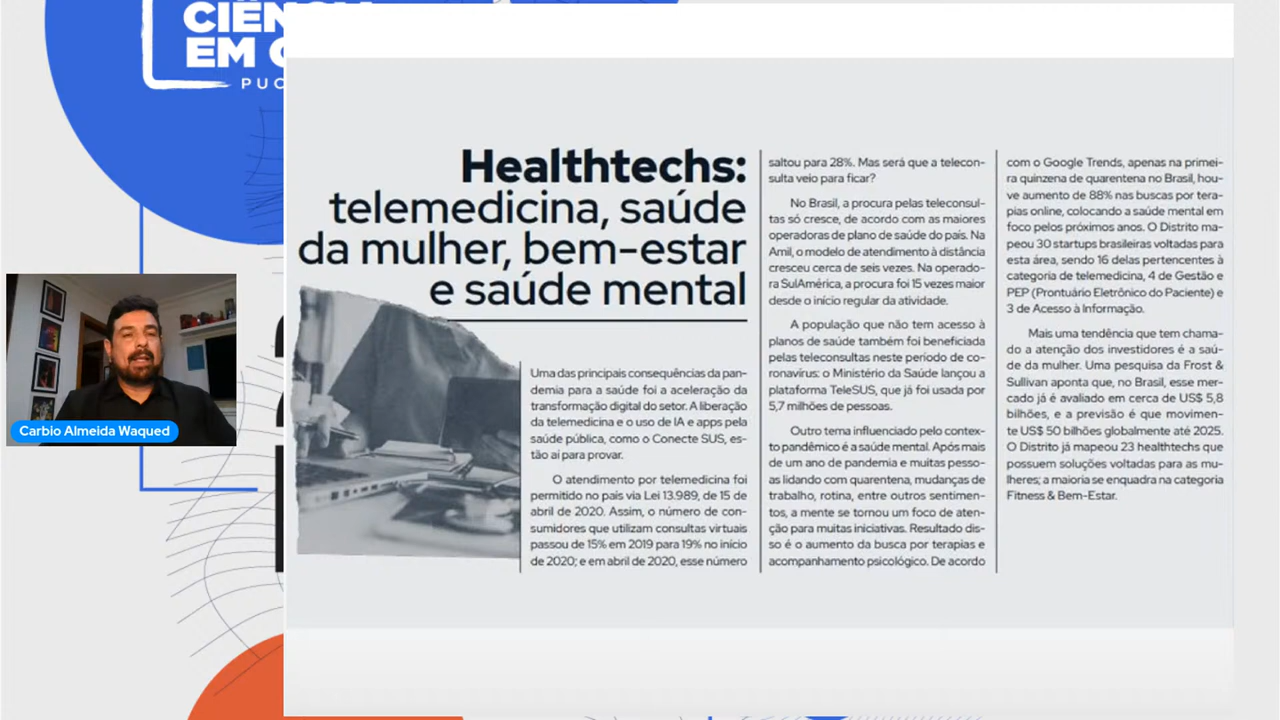 CIÊN
EM
PUC
Carbio Almeida Waqued
Healthtechs:
telemedicina, saúde
da mulher, bem-estar
e saúde mental
Uma das principais consequências da pan-
demia para a saúde foi a aceleração da
transformação digital do setor. A liberação
da telemedicina e o uso de IA e apps pela
saúde pública, como o Conecte SUS, es-
tão aí para provar.
O atendimento por telemedicina foi
permitido no país via Lei 13.989, de 15 de
abril de 2020. Assim, o número de con-
sumidores que utilizam consultas virtuais
passou de 15% em 2019 para 19% no início
de 2020; e em abril de 2020, esse número
saltou para 28%. Mas será que a telecon-
sulta veio para ficar?
No Brasil, a procura pelas teleconsul-
tas só cresce, de acordo com as maiores
operadoras de plano de saúde do país. Na
Amil, o modelo de atendimento à distância
cresceu cerca de seis vezes. Na operado-
ra SulAmérica, a procura foi 15 vezes maior
desde o início regular da atividade.
A população que não tem acesso à
planos de saúde também foi beneficiada
pelas teleconsultas neste período de co-
ronavírus: o Ministério da Saúde lançou a
plataforma TeleSUS, que já foi usada por
5,7 milhões de pessoas.
Outro tema influenciado pelo contex-
to pandêmico é a saúde mental. Após mais
de um ano de pandemia e muitas pesso-
as lidando com quarentena, mudanças de
trabalho, rotina, entre outros sentimen-
tos, a mente se tornou um foco de aten-
ção para muitas iniciativas. Resultado dis-
so é o aumento da busca por terapias e
acompanhamento psicológico. De acordo
com o Google Trends, apenas na primei-
ra quinzena de quarentena no Brasil, hou-
ve aumento de 88% nas buscas por tera-
pias online, colocando a saúde mental em
foco pelos próximos anos. O Distrito ma-
peou 30 startups brasileiras voltadas para
esta área, sendo 16 delas pertencentes à
categoria de telemedicina, 4 de Gestão e
PEP (Prontuário Eletrônico do Paciente) e
3 de Acesso à Informação.
Mais uma tendência que tem chama-
do a atenção dos investidores é a saú-
de da mulher. Uma pesquisa da Frost &
Sullivan aponta que, no Brasil, esse mer-
cado já é avaliado em cerca de US$ 5,8
bilhões, e a previsão é que movimen-
te US$ 50 bilhões globalmente até 2025.
O Distrito já mapeou 23 healthtechs que
possuem soluções voltadas para as mu-
lheres; a maioria se enquadra na categoria
Fitness & Bem-Estar.